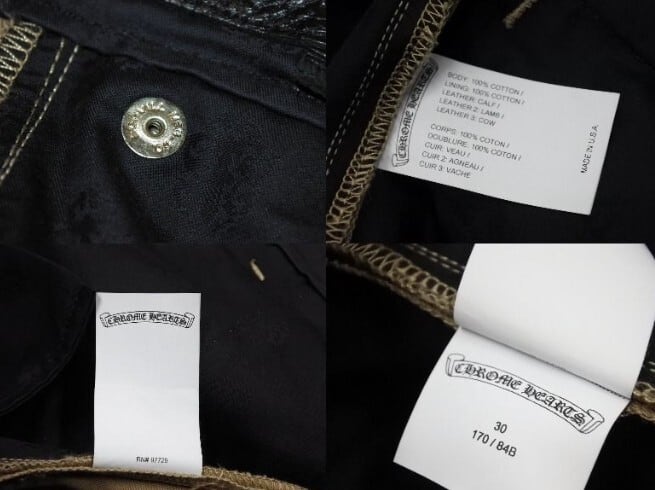 CHROME HEARTS
BODY: 100% COTTON /
LINING: 100% COTTON /
LEATHER: CALF /
LEATHER 2: LAMB /
LEATHER 3: COW
CORPS: 100% COTON /
DOUBLURE: 100% COTON /
CUIR: VEAU /
CUIR 2: AGNEAU /
CUIR 3: VACHE
MADE IN U.S.A.
CHROME HEARTS
RN# 97725
CHROME HEARTS
30
170 / 84B